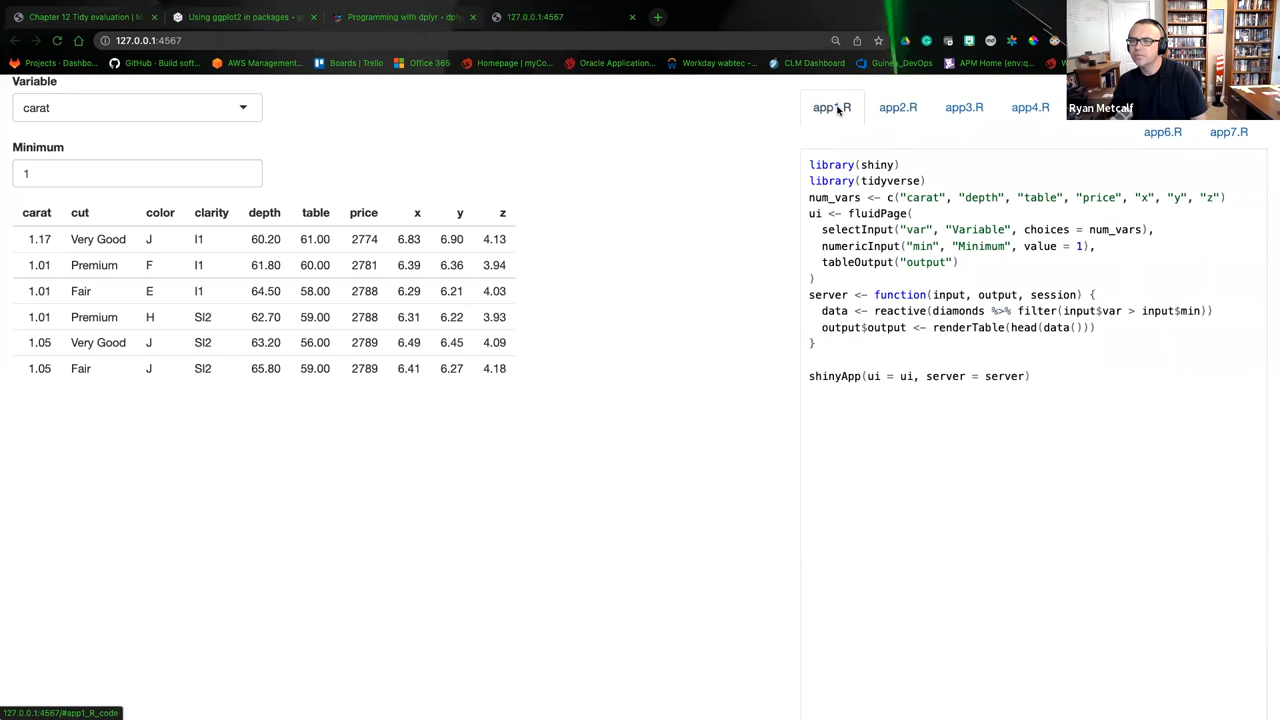 Chapter 12 Tidy evaluation | M
Using ggplot2 in packages • g
Programming with dplyr • dply
127.0.0.1:4567
127.0.0.1:4567
Projects · Dashbo...
GitHub · Build soft...
AWS Management...
Boards | Trello
Office 365
Homepage | myCo...
Oracle Application...
Workday wabtec -...
CLM Dashboard
Guinea_DevOps
APM Home (env:q...
Variable
carat
Minimum
1
carat cut color clarity depth table price x y z
1.17 Very Good J I1 60.20 61.00 2774 6.83 6.90 4.13
1.01 Premium F I1 61.80 60.00 2781 6.39 6.36 3.94
1.01 Fair E I1 64.50 58.00 2788 6.29 6.21 4.03
1.01 Premium H SI2 62.70 59.00 2788 6.31 6.22 3.93
1.05 Very Good J SI2 63.20 56.00 2789 6.49 6.45 4.09
1.05 Fair J SI2 65.80 59.00 2789 6.41 6.27 4.18
app1.R app2.R app3.R app4.R
app6.R app7.R
Ryan Metcalf
library(shiny)
library(tidyverse)
num_vars <- c("carat", "depth", "table", "price", "x", "y", "z")
ui <- fluidPage(
selectInput("var", "Variable", choices = num_vars),
numericInput("min", "Minimum", value = 1),
tableOutput("output")
)
server <- function(input, output, session) {
data <- reactive(diamonds %>% filter(input$var > input$min))
output$output <- renderTable(head(data()))
}
shinyApp(ui = ui, server = server)
127.0.0.1:4567/#app1_R_code